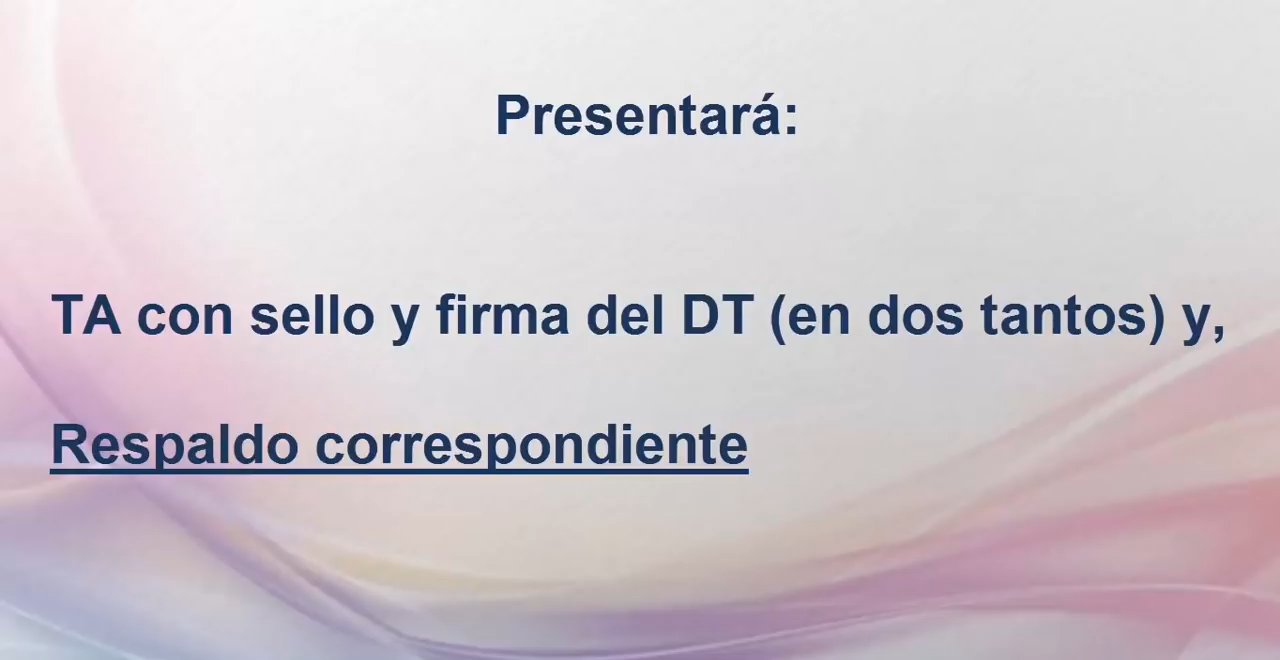 Presentará:
TA con sello y firma del DT (en dos tantos) y,
Respaldo correspondiente